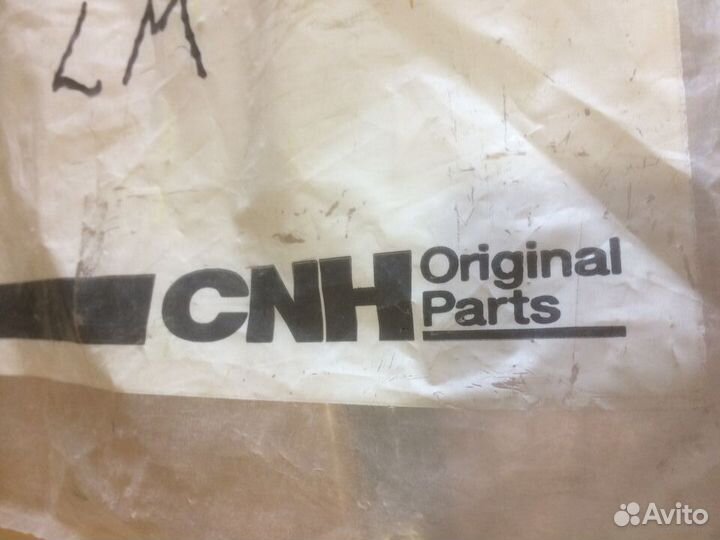 LM
CNH Original
Parts
Avito